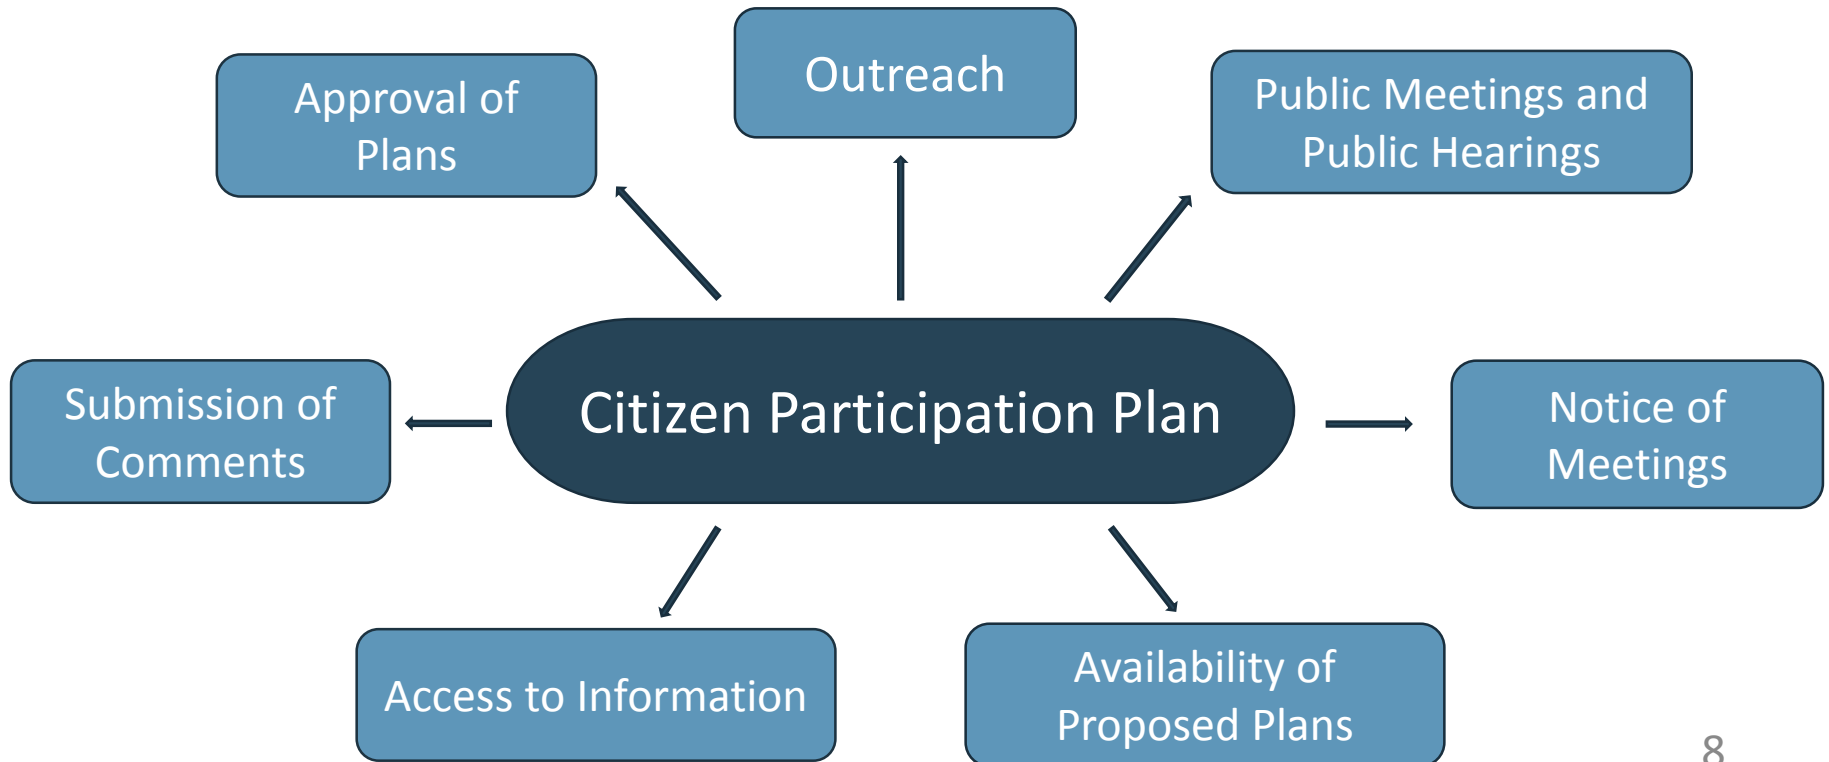 Outreach
Approval of
Plans
Public Meetings and
Public Hearings
Submission of
Comments
Citizen Participation Plan
Notice of
Meetings
Access to Information
Availability of
Proposed Plans
8